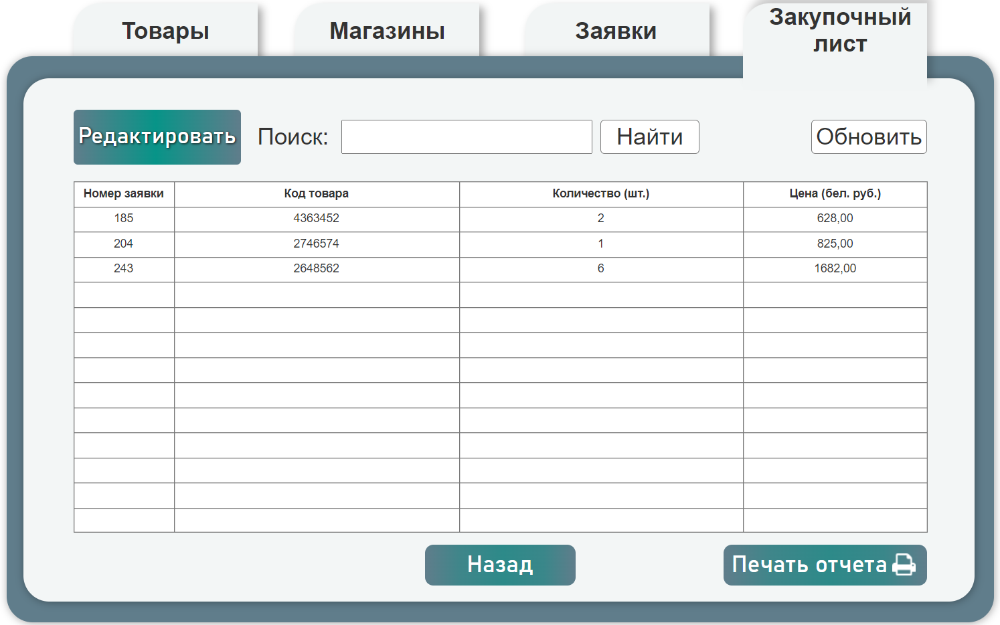 Товары
Магазины
Заявки
Закупочный
лист
Редактировать
Поиск:
Найти
Обновить
Номер заявки Код товара Количество (шт.) Цена (бел. руб.)
185 4363452 2 628,00
204 2746574 1 825,00
243 2648562 6 1682,00
Назад
Печать отчета